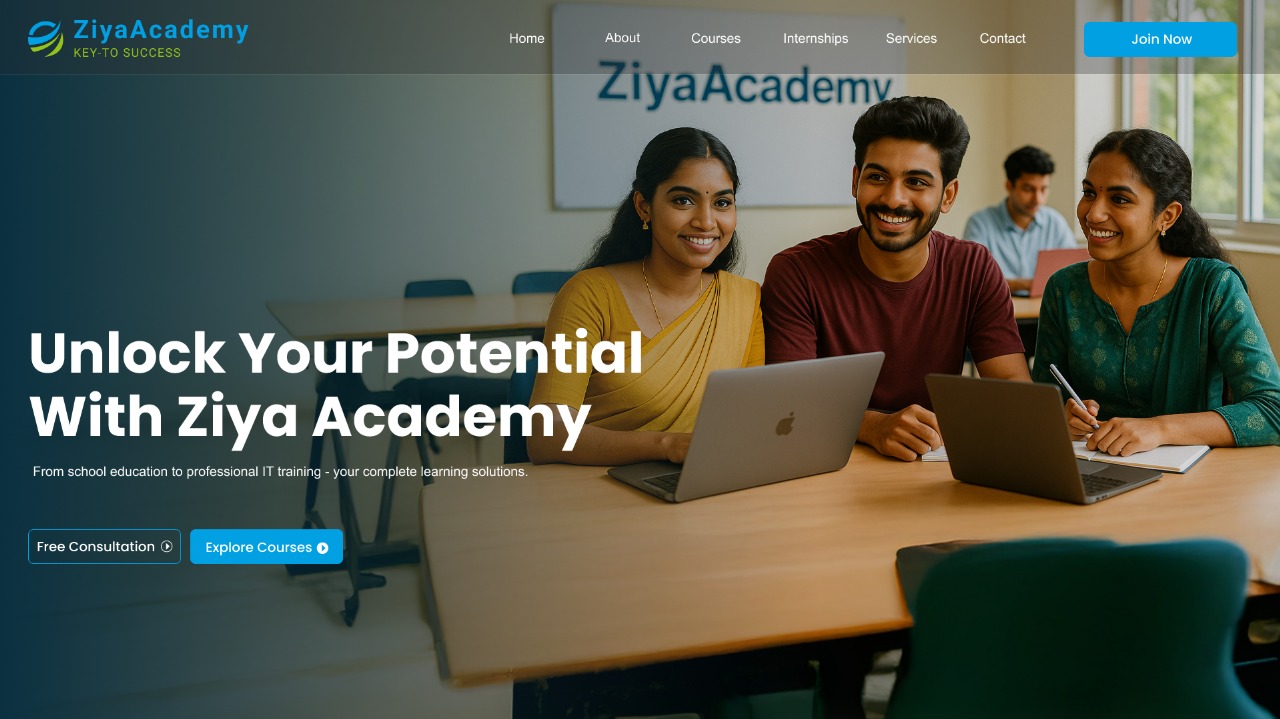 ZiyaAcademy
KEY-TO SUCCESS
Home
About
Courses
Internships
Services
Contact
Join Now
ZiyaAcademy
Unlock Your Potential
With Ziya Academy
From school education to professional IT training - your complete learning solutions.
Free Consultation
Explore Courses